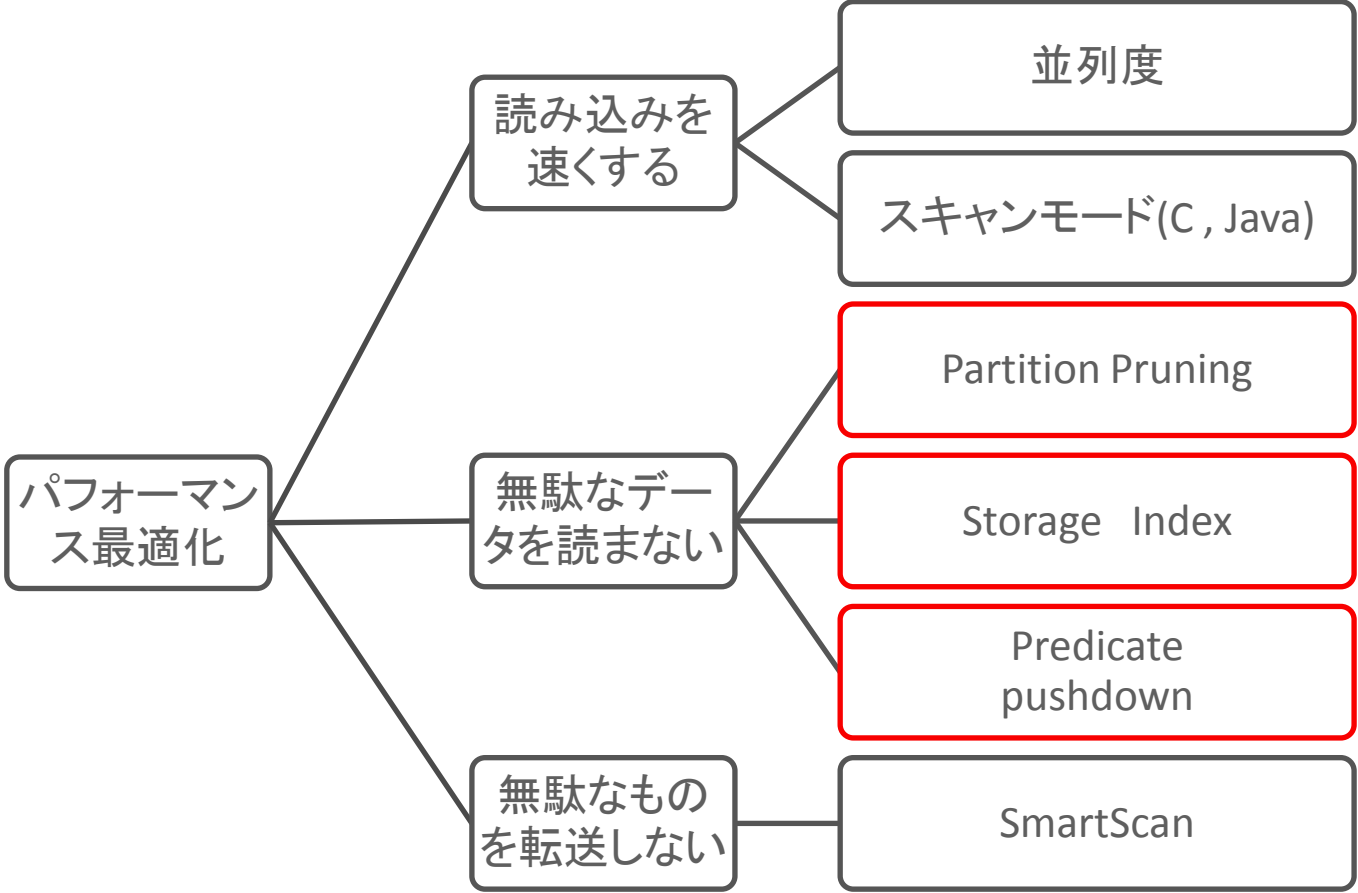 パフォーマン
ス最適化
読み込みを
速くする
並列度
スキャンモード(C , Java)
無駄なデー
タを読まない
Partition Pruning
Storage Index
Predicate
pushdown
無駄なもの
を転送しない
SmartScan